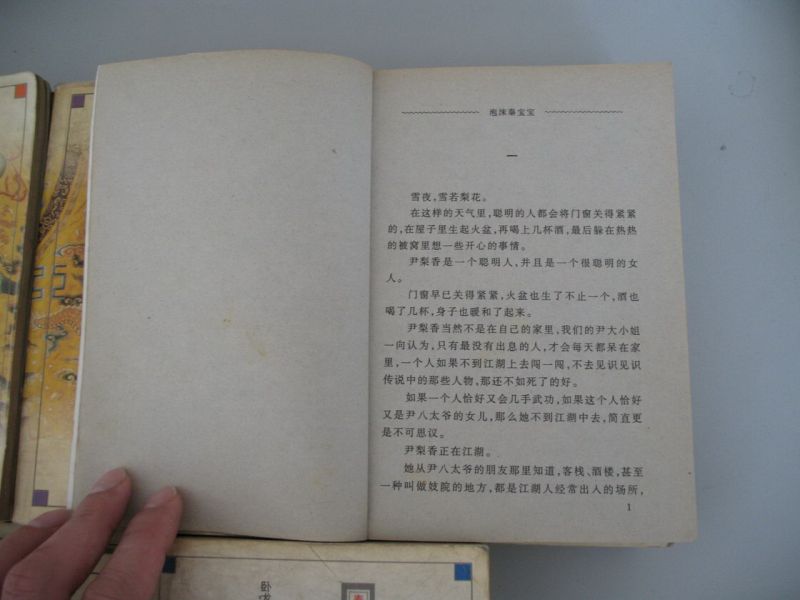 泡沫秦宝宝
一
雪夜，雪若梨花。
在这样的天气里，聪明的人都会将门窗关得紧紧
的，在屋子里生起火盆，再喝上几杯酒，最后躲在热热
的被窝里想一些开心的事情。
尹梨香是一个聪明人，并且是一个很聪明的女
人。
门窗早已关得紧紧，火盆也生了不止一个，酒也
喝了几杯，身子也暖和了起来。
尹梨香当然不是在自己的家里，我们的尹大小姐
一向认为，只有最没有出息的人，才会每天都呆在家
里，一个人如果不到江湖上去闯一闯，不去见识见识
传说中的那些人物，那还不如死了的好。
如果一个人恰好又会几手武功，如果这个人恰好
又是尹八太爷的女儿，那么她不到江湖中去，简直更
是不可思议。
尹梨香正在江湖。
她从尹八太爷的朋友那里知道，客栈、酒楼，甚至
一种叫做妓院的地方，都是江湖人经常出入的场所，
1